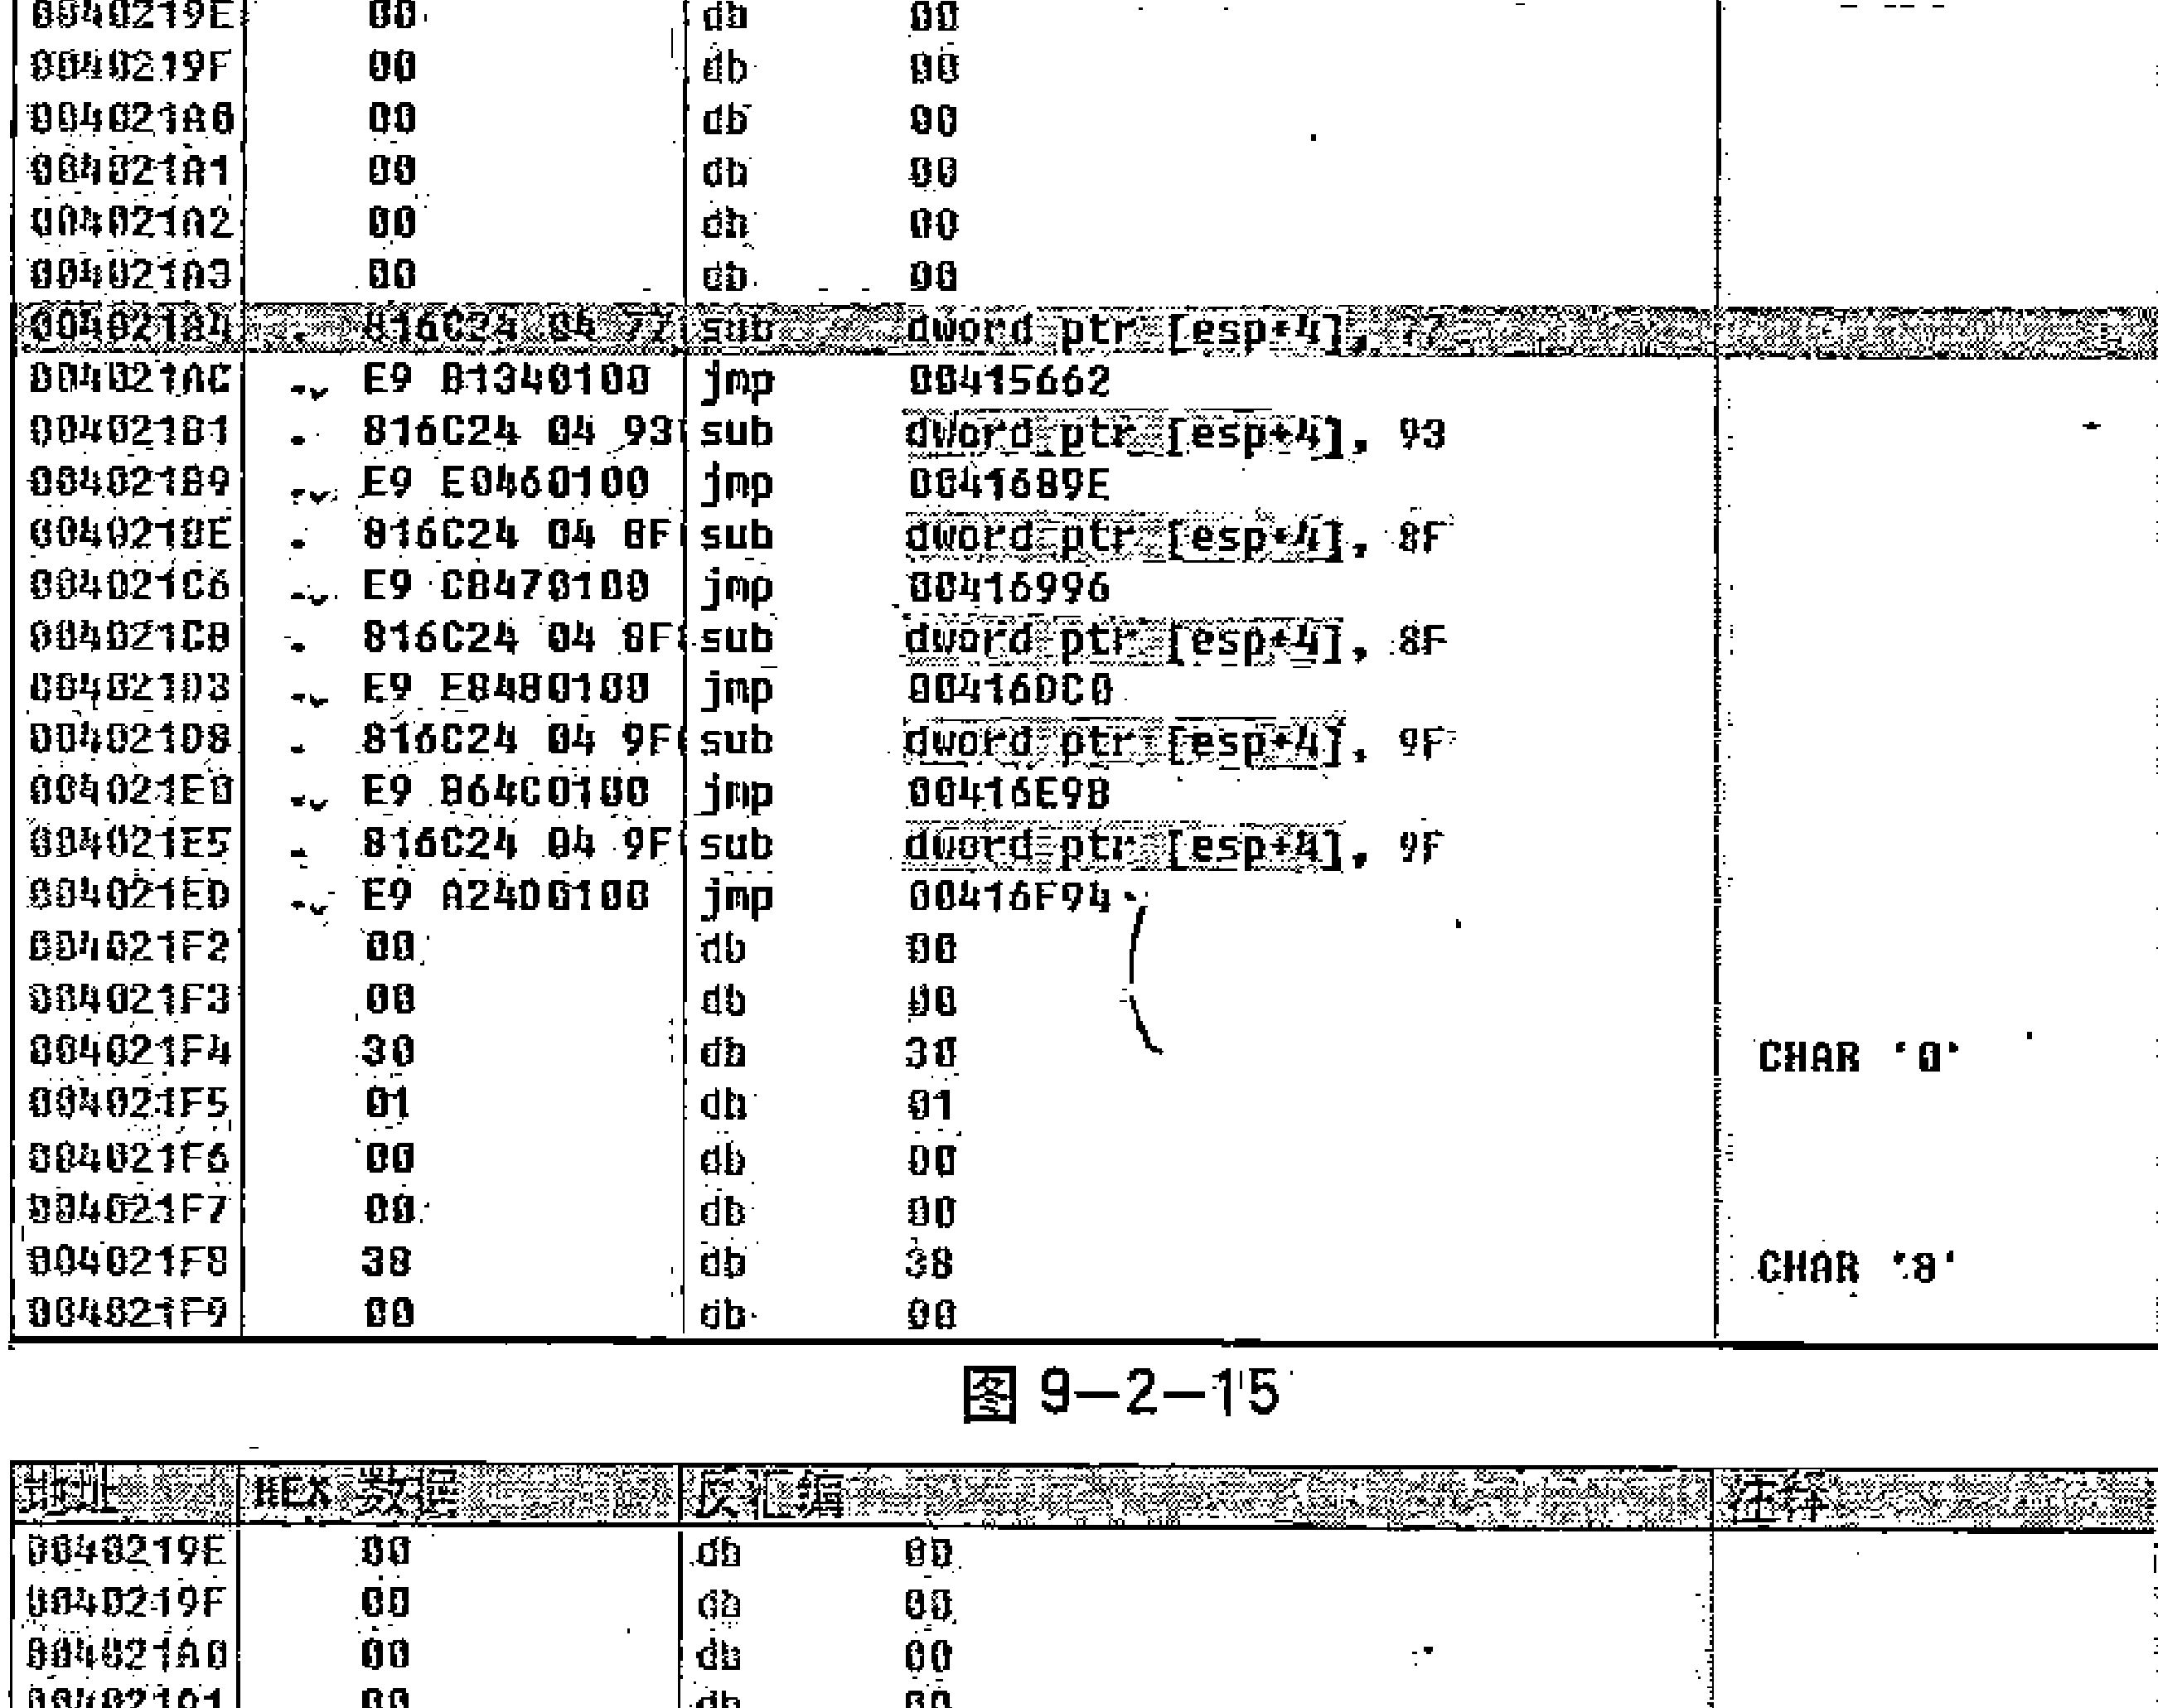 0040219E 00 db 00
0040219F 00 db 00
004021A0 00 db 00
004021A1 00 db 00
004021A2 00 db 00
004021A3 00 db 00
004021A4 . 816C24 04 77 sub dword ptr [esp+4], 77
004021AC .v E9 B1340100 jmp 00415662
004021B1 . 816C24 04 93 sub dword ptr [esp+4], 93
004021B9 .v E9 E0460100 jmp 0041689E
004021BE . 816C24 04 8F sub dword ptr [esp+4], 8F
004021C6 .v E9 CB470100 jmp 00416996
004021CB . 816C24 04 8F sub dword ptr [esp+4], 8F
004021D3 .v E9 E84B0100 jmp 00416DC0
004021D8 . 816C24 04 9F sub dword ptr [esp+4], 9F
004021E0 .v E9 B64C0100 jmp 00416E9B
004021E5 . 816C24 04 9F sub dword ptr [esp+4], 9F
004021ED .v E9 A24D0100 jmp 00416F94
004021F2 00 db 00
004021F3 00 db 00
004021F4 30 db 30 CHAR '0'
004021F5 01 db 01
004021F6 00 db 00
004021F7 00 db 00
004021F8 38 db 38 CHAR '8'
004021F9 00 db 00
图 9-2-15
地址 HEX 数据 反汇编 注释
0040219E 00 db 00
0040219F 00 db 00
004021A0 00 db 00
004021A1 00 db 00